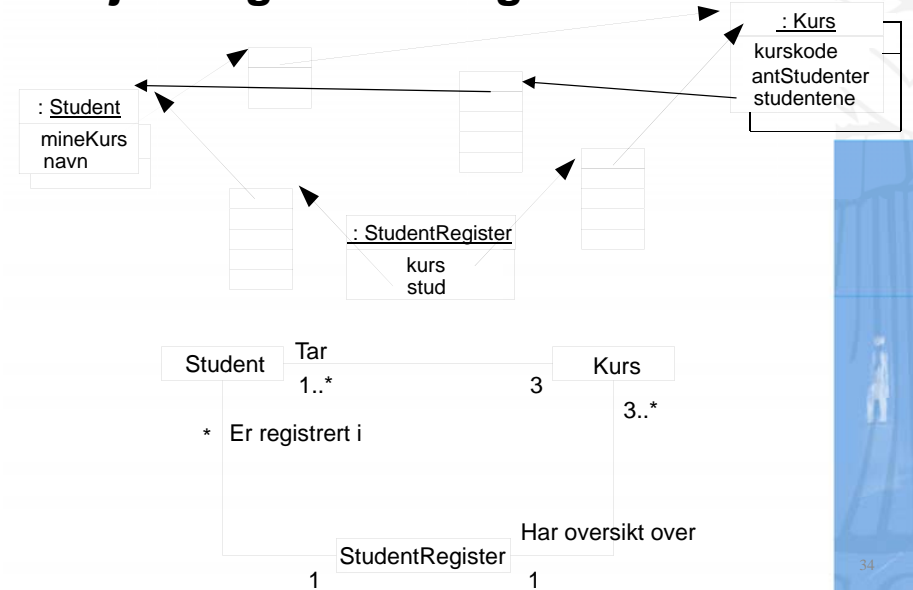 : Kurs
kurskode
antStudenter
studentene
: Student
mineKurs
navn
: StudentRegister
kurs
stud
Student
Tar
Kurs
1..*
3
3..*
* Er registrert i
Har oversikt over
StudentRegister
1
1
34